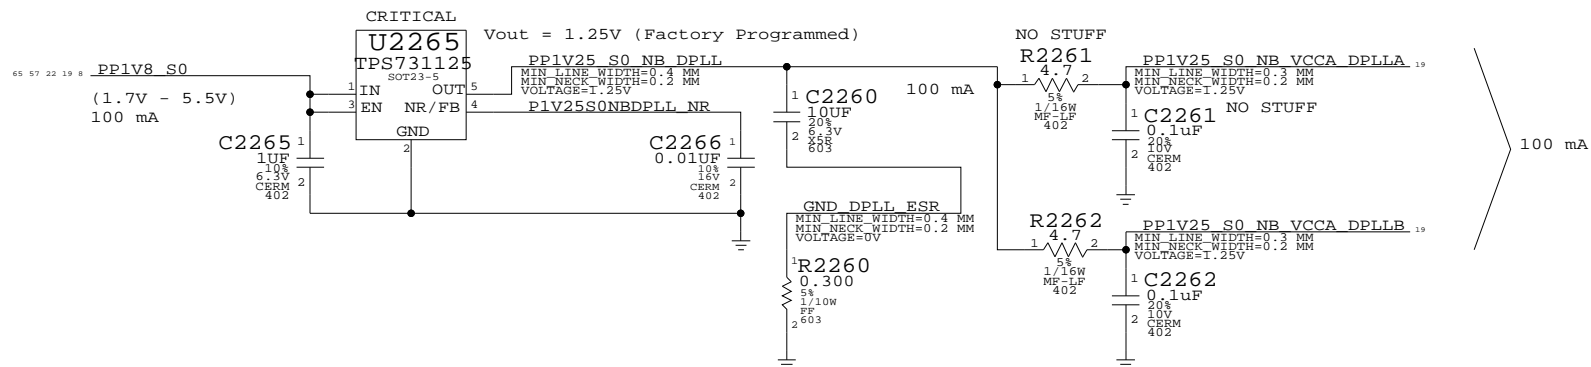 CRITICAL
U2265
TPS731125
SOT23-5
1 IN
3 EN
OUT 5
NR/FB 4
GND
2
Vout = 1.25V (Factory Programmed)
65 57 22 19 8 PP1V8_S0
(1.7V - 5.5V)
100 mA
PP1V25_S0_NB_DPLL
MIN_LINE_WIDTH=0.4 MM
MIN_NECK_WIDTH=0.2 MM
VOLTAGE=1.25V
P1V25S0NBDPLL_NR
C2265 1
1UF
10%
6.3V
CERM
402
2
C2266 1
0.01UF
10%
16V
CERM
402
2
1 C2260
10UF
20%
6.3V
X5R
603
2
100 mA
GND_DPLL_ESR
MIN_LINE_WIDTH=0.4 MM
MIN_NECK_WIDTH=0.2 MM
VOLTAGE=0V
1 R2260
0.300
5%
1/10W
FF
603
2
NO STUFF
R2261
4.7
1 2
5%
1/16W
MF-LF
402
PP1V25_S0_NB_VCCA_DPLLA 19
MIN_LINE_WIDTH=0.3 MM
MIN_NECK_WIDTH=0.2 MM
VOLTAGE=1.25V
NO STUFF
1 C2261
0.1uF
20%
10V
CERM
402
2
R2262
4.7
1 2
5%
1/16W
MF-LF
402
PP1V25_S0_NB_VCCA_DPLLB 19
MIN_LINE_WIDTH=0.3 MM
MIN_NECK_WIDTH=0.2 MM
VOLTAGE=1.25V
1 C2262
0.1uF
20%
10V
CERM
402
2
100 mA